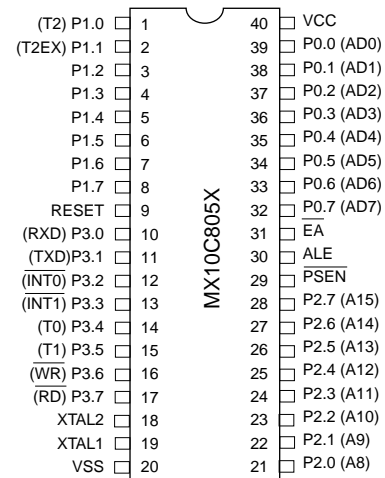 (T2) P1.0 1 40 VCC
(T2EX) P1.1 2 39 P0.0 (AD0)
P1.2 3 38 P0.1 (AD1)
P1.3 4 37 P0.2 (AD2)
P1.4 5 36 P0.3 (AD3)
P1.5 6 35 P0.4 (AD4)
P1.6 7 34 P0.5 (AD5)
P1.7 8 33 P0.6 (AD6)
RESET 9 32 P0.7 (AD7)
(RXD) P3.0 10 31 EA
(TXD)P3.1 11 30 ALE
(INT0) P3.2 12 29 PSEN
(INT1) P3.3 13 28 P2.7 (A15)
(T0) P3.4 14 27 P2.6 (A14)
(T1) P3.5 15 26 P2.5 (A13)
(WR) P3.6 16 25 P2.4 (A12)
(RD) P3.7 17 24 P2.3 (A11)
XTAL2 18 23 P2.2 (A10)
XTAL1 19 22 P2.1 (A9)
VSS 20 21 P2.0 (A8)
MX10C805X